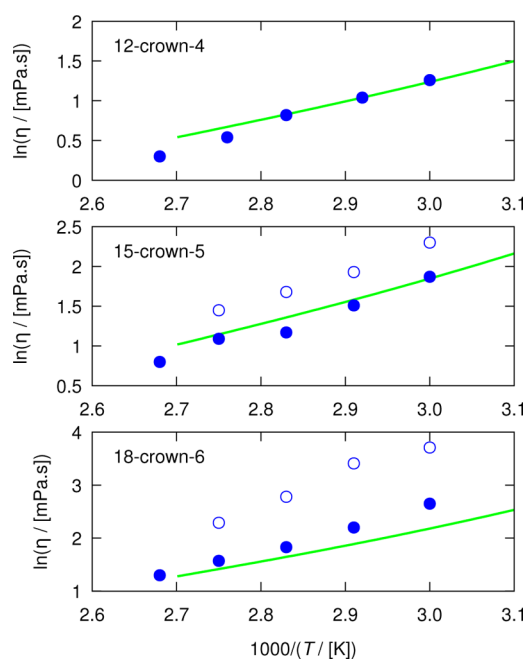 2
1.5
1
0.5
0
ln(η / [mPa.s])
12-crown-4
2.6 2.7 2.8 2.9 3.0 3.1
2.5
2
1.5
1
0.5
ln(η / [mPa.s])
15-crown-5
2.6 2.7 2.8 2.9 3.0 3.1
4
3
2
1
ln(η / [mPa.s])
18-crown-6
2.6 2.7 2.8 2.9 3.0 3.1
1000/(T / [K])